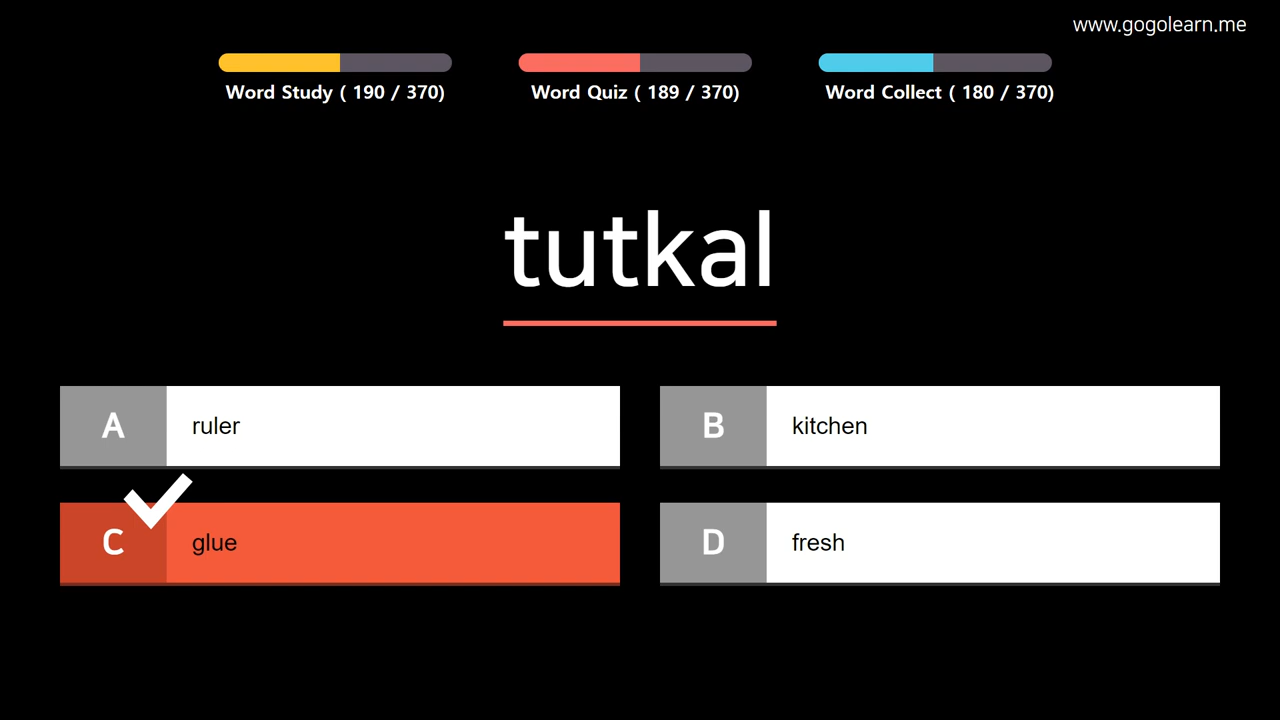 www.gogolearn.me
Word Study ( 190 / 370)
Word Quiz ( 189 / 370)
Word Collect ( 180 / 370)
tutkal
A
ruler
B
kitchen
C
glue
D
fresh